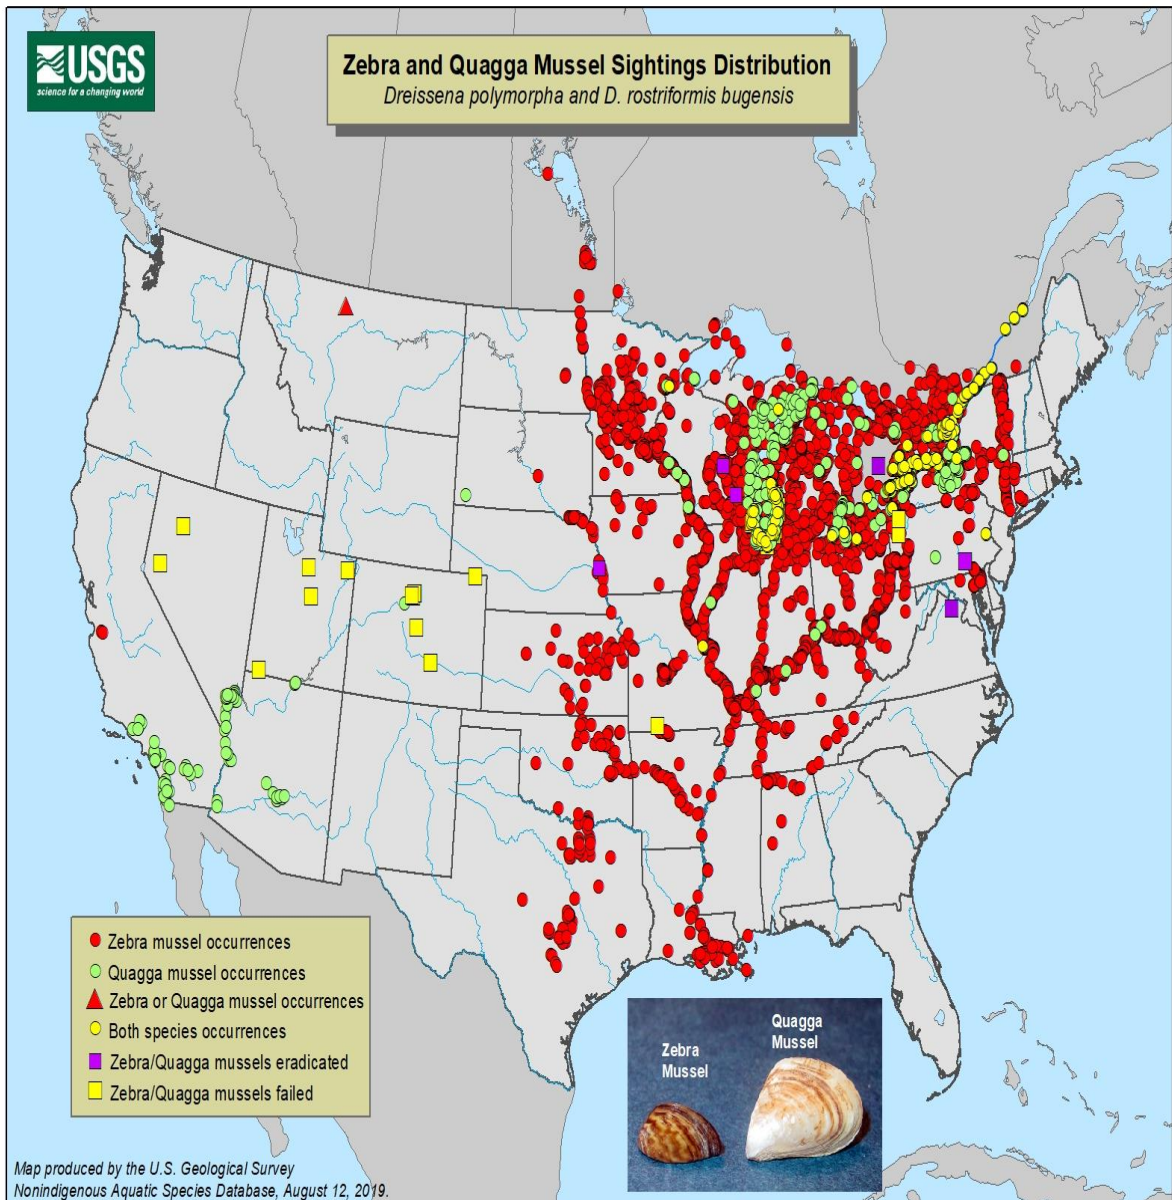 USGS
science for a changing world
Zebra and Quagga Mussel Sightings Distribution
Dreissena polymorpha and D. rostriformis bugensis
Zebra mussel occurrences
Quagga mussel occurrences
Zebra or Quagga mussel occurrences
Both species occurrences
Zebra/Quagga mussels eradicated
Zebra/Quagga mussels failed
Zebra
Mussel
Quagga
Mussel
Map produced by the U.S. Geological Survey
Nonindigenous Aquatic Species Database, August 12, 2019.